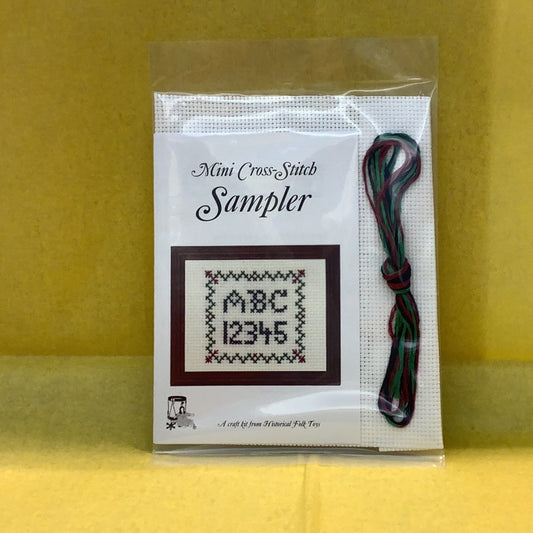 Mini Cross-Stitch
Sampler
ABC
12345
A craft kit from Historical Folk Toys